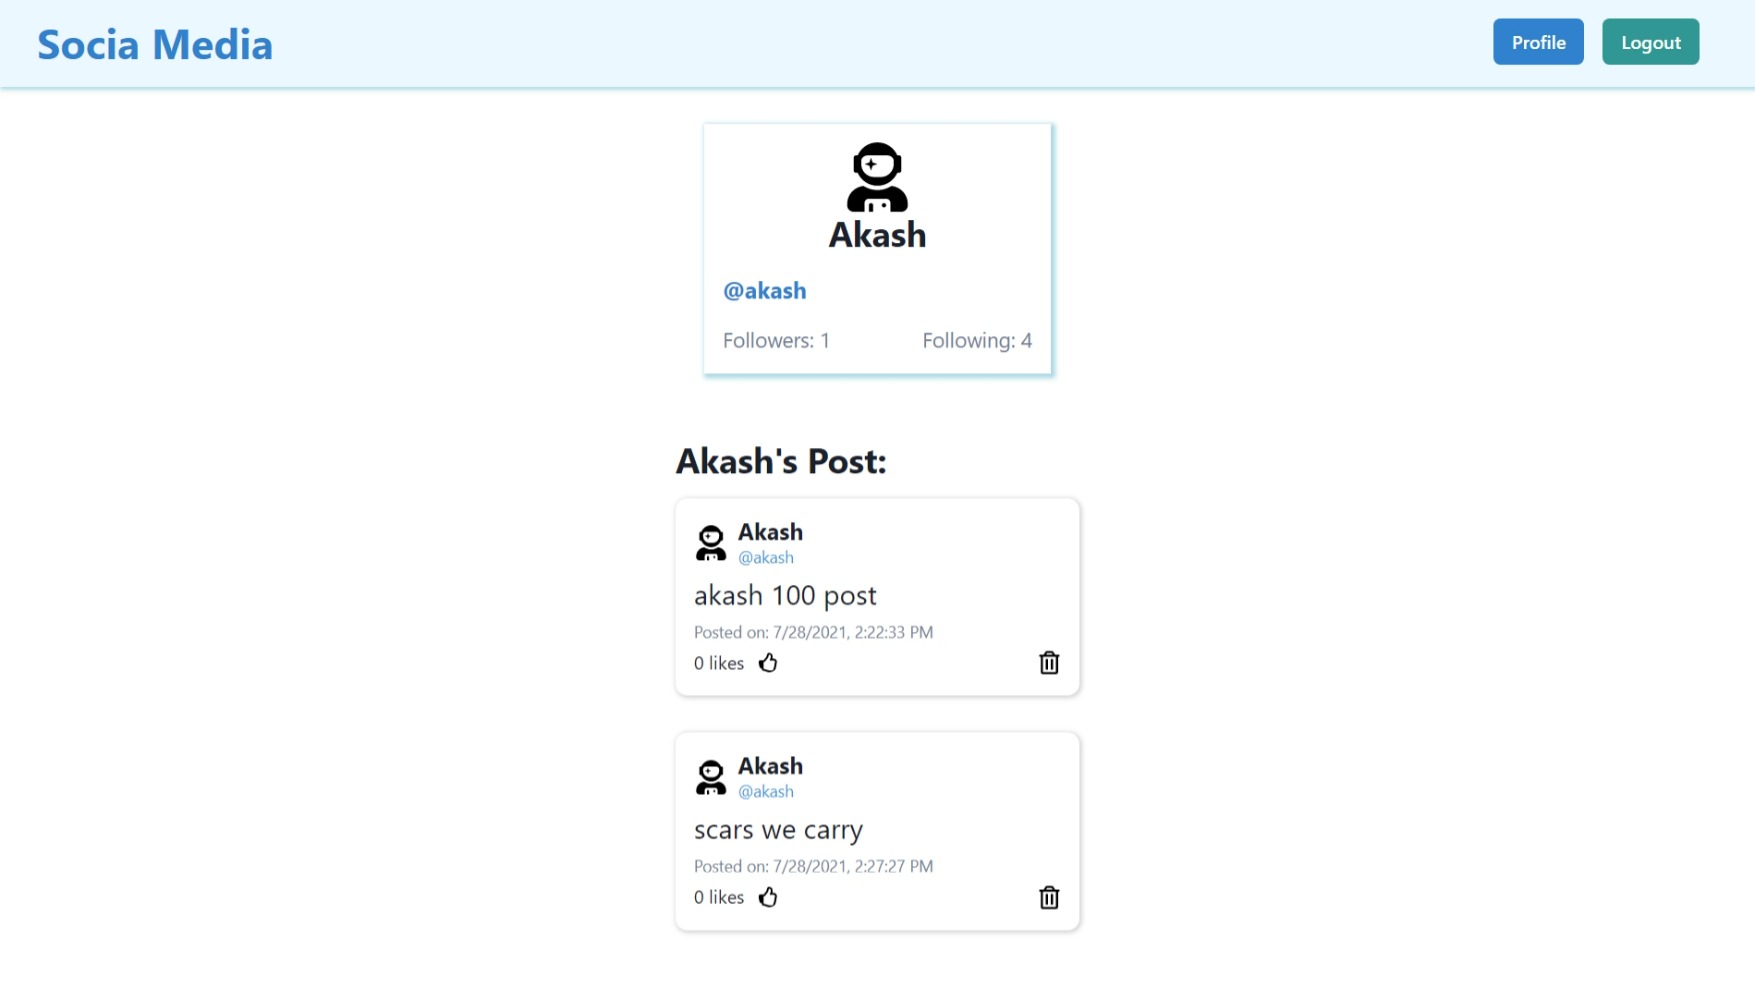 Socia Media
Profile
Logout
Akash
@akash
Followers: 1
Following: 4
Akash's Post:
Akash
@akash
akash 100 post
Posted on: 7/28/2021, 2:22:33 PM
0 likes
Akash
@akash
scars we carry
Posted on: 7/28/2021, 2:27:27 PM
0 likes